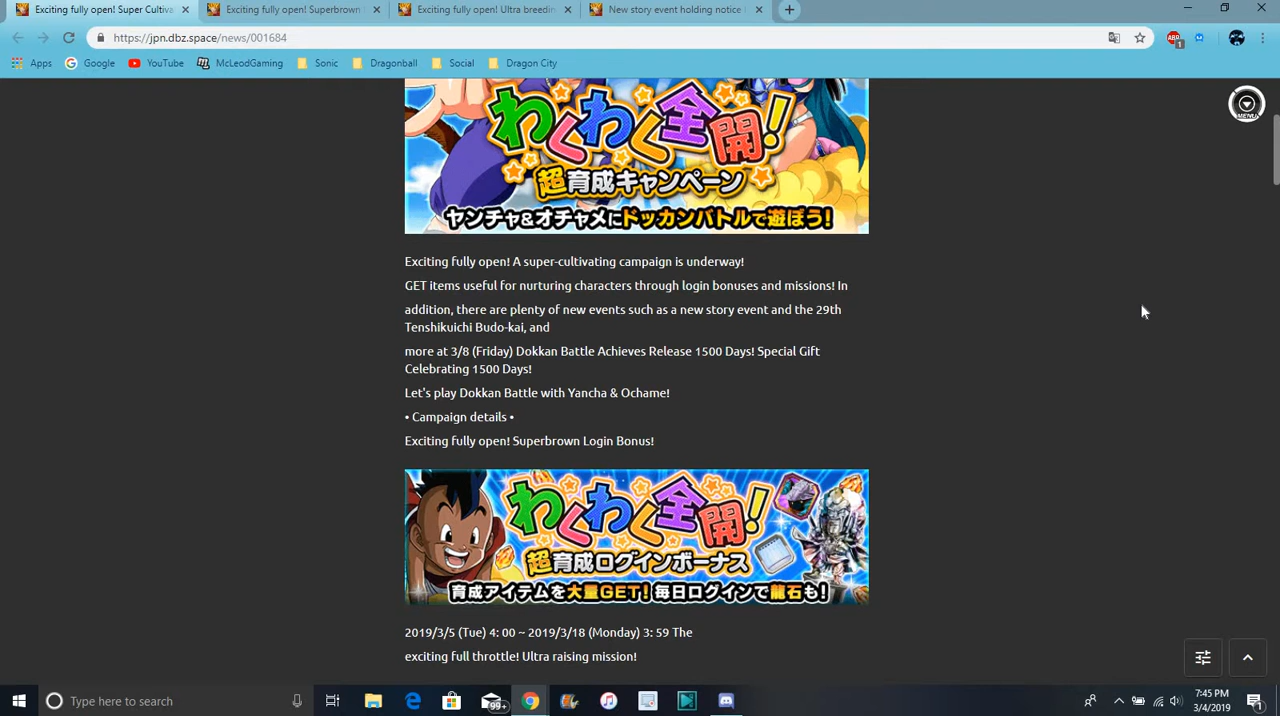 Exciting fully open! Super Cultiva
Exciting fully open! Superbrown
Exciting fully open! Ultra breedin
New story event holding notice
https://jpn.dbz.space/news/001684
ABP
1
Apps
Google
YouTube
McLeodGaming
Sonic
Dragonball
Social
Dragon City
MENU
わくわく全開!
超育成キャンペーン
ヤンチャ&オチャメにドッカンバトルで遊ぼう!
Exciting fully open! A super-cultivating campaign is underway!
GET items useful for nurturing characters through login bonuses and missions! In
addition, there are plenty of new events such as a new story event and the 29th
Tenshikuichi Budo-kai, and
more at 3/8 (Friday) Dokkan Battle Achieves Release 1500 Days! Special Gift
Celebrating 1500 Days!
Let's play Dokkan Battle with Yancha & Ochame!
• Campaign details •
Exciting fully open! Superbrown Login Bonus!
わくわく全開!
超育成ログインボーナス
育成アイテムを大量GET! 毎日ログインで龍石も!
2019/3/5 (Tue) 4: 00 ~ 2019/3/18 (Monday) 3: 59 The
exciting full throttle! Ultra raising mission!
Type here to search
99+
7:45 PM
3/4/2019
1